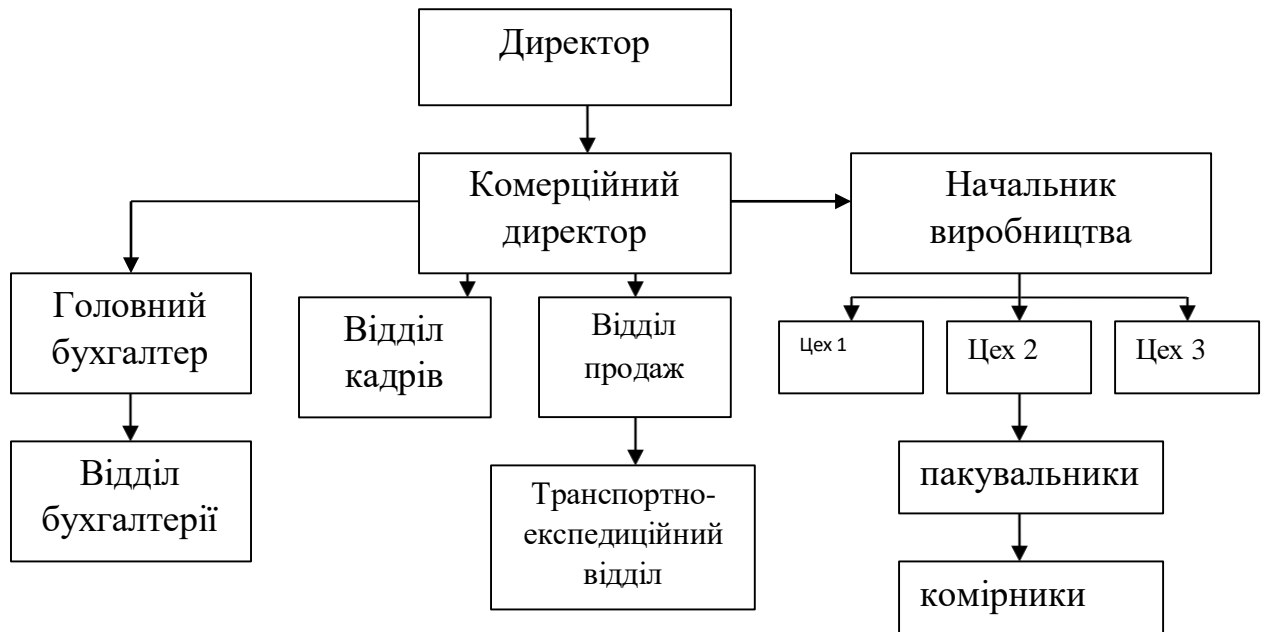 Директор
Комерційний
директор
Начальник
виробництва
Головний
бухгалтер
Відділ
кадрів
Відділ
продаж
Цех 1
Цех 2
Цех 3
Відділ
бухгалтерії
Транспортно-
експедиційний
відділ
пакувальники
комірники